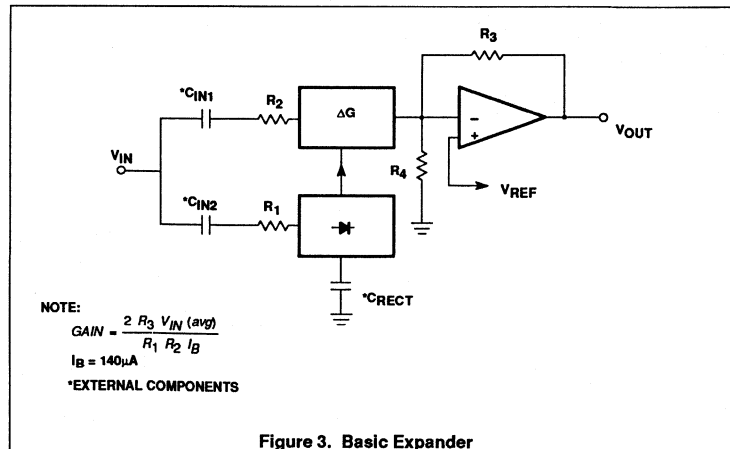 R3
*CIN1
R2
ΔG
−
+
VOUT
VIN
R4
VREF
*CIN2
R1
*CRECT
NOTE:
GAIN = 2 R3 VIN (avg) / R1 R2 IB
IB = 140μA
*EXTERNAL COMPONENTS
Figure 3. Basic Expander